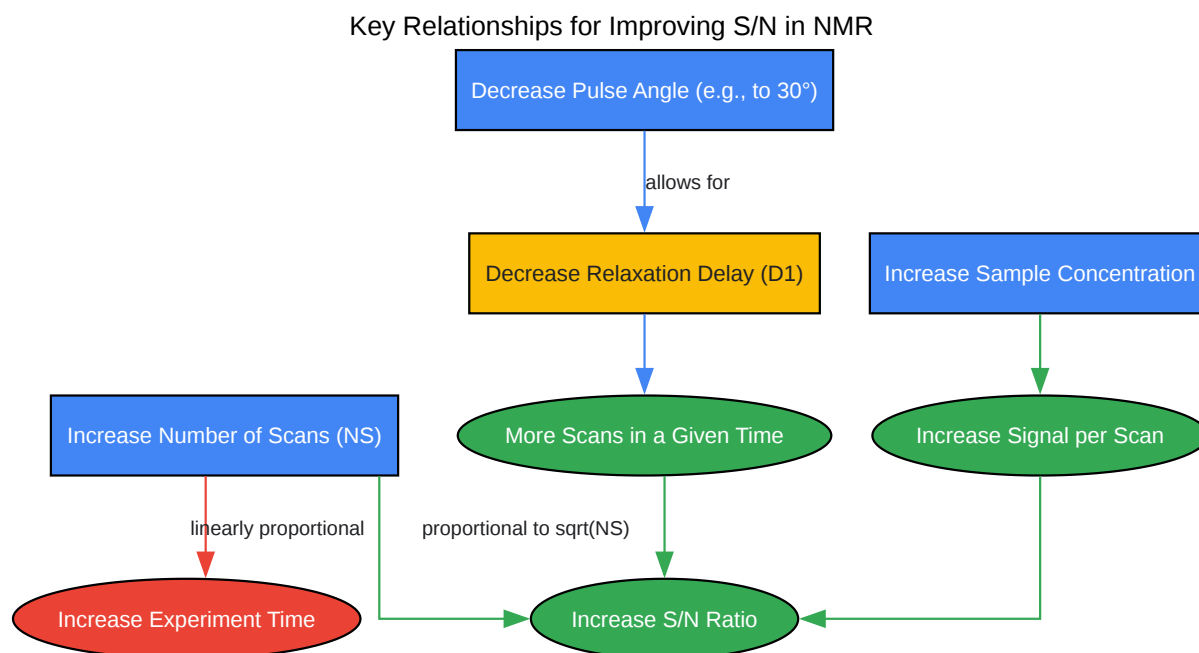 Key Relationships for Improving S/N in NMR
Decrease Pulse Angle (e.g., to 30°)
allows for
Decrease Relaxation Delay (D1)
Increase Sample Concentration
Increase Number of Scans (NS)
More Scans in a Given Time
Increase Signal per Scan
linearly proportional
proportional to sqrt(NS)
Increase Experiment Time
Increase S/N Ratio